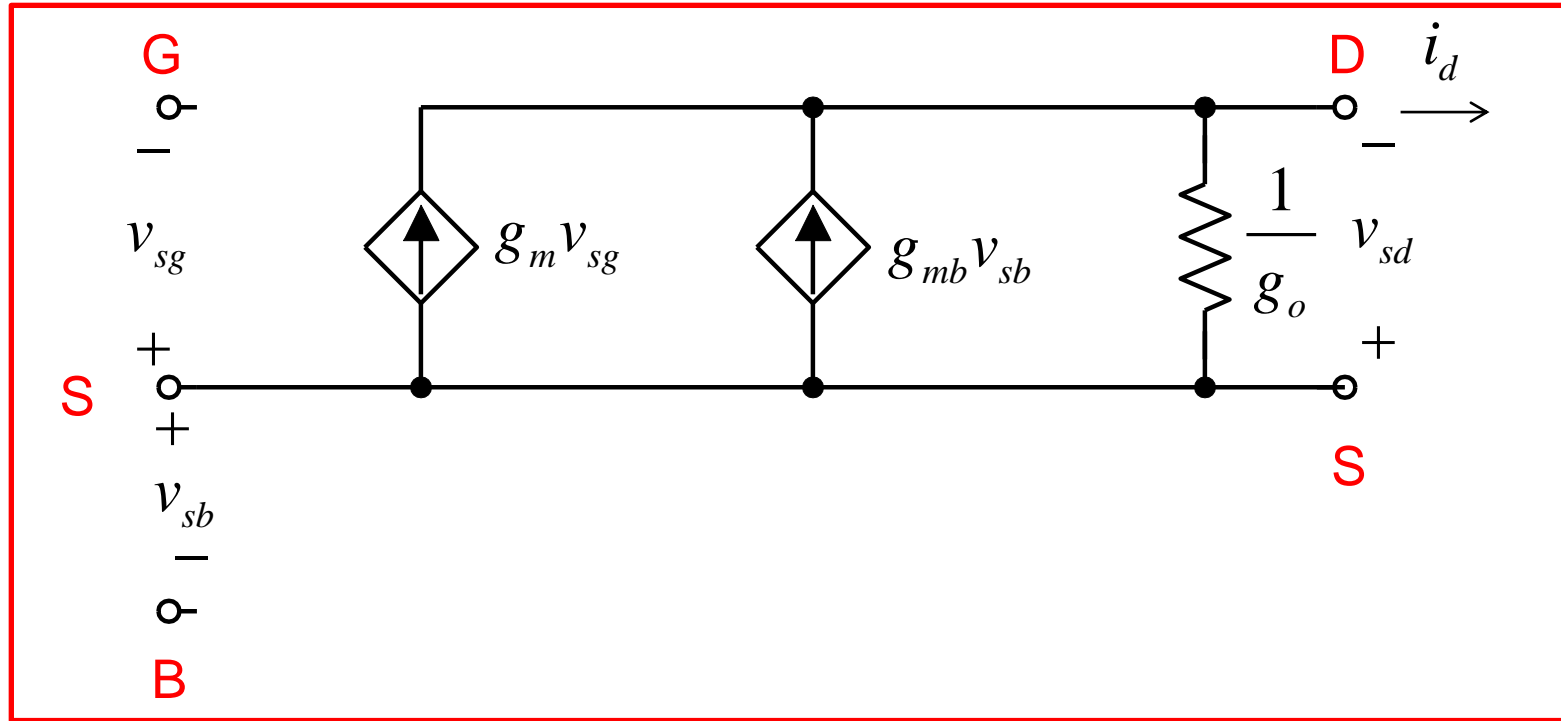 G
D
i_d
−
−
v_sg
g_m v_sg
g_mb v_sb
1
g_o
v_sd
+
+
S
+
S
v_sb
−
B